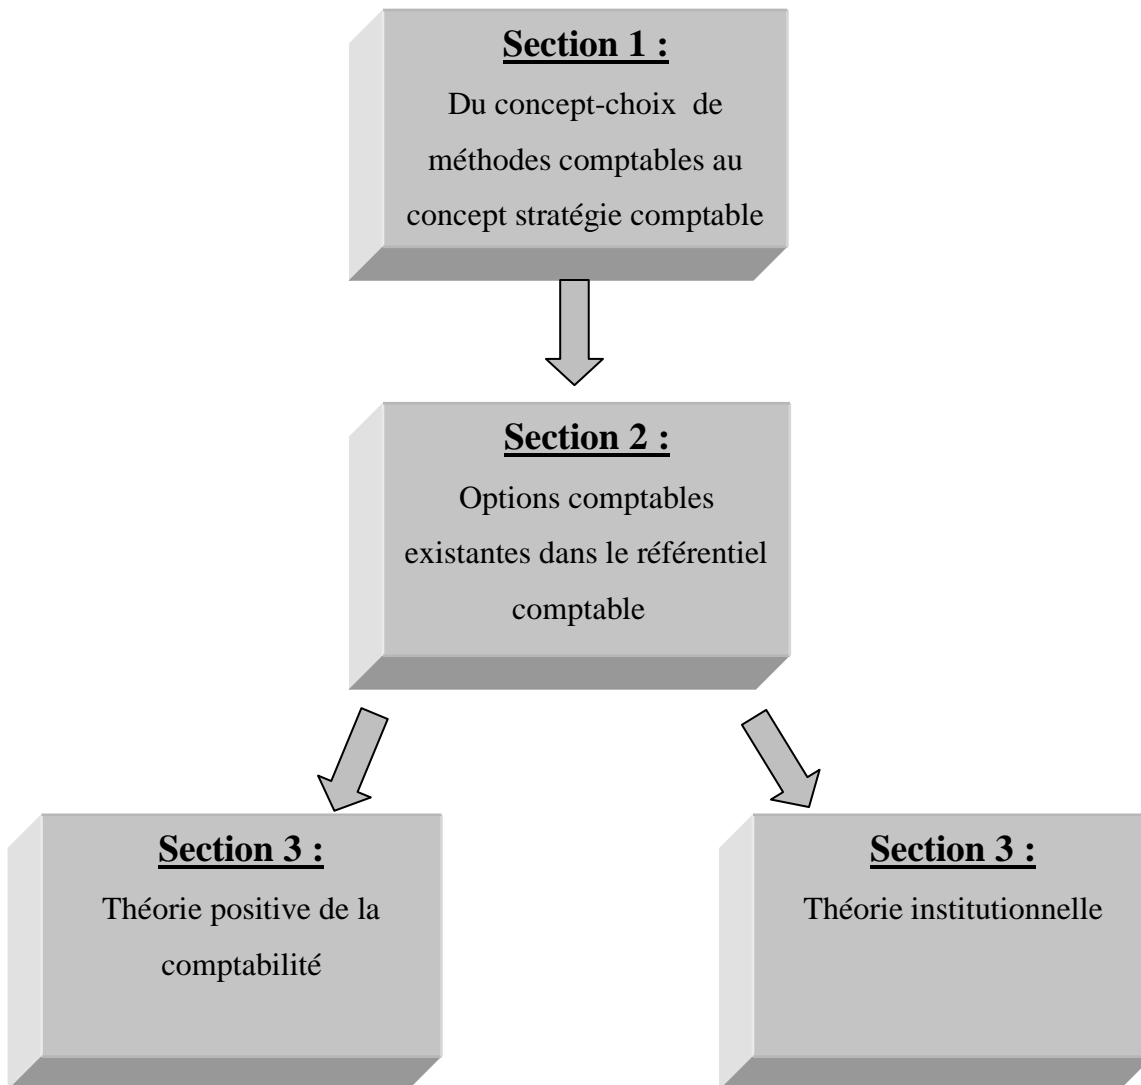 Section 1 :
Du concept-choix de
méthodes comptables au
concept stratégie comptable
Section 2 :
Options comptables
existantes dans le référentiel
comptable
Section 3 :
Théorie positive de la
comptabilité
Section 3 :
Théorie institutionnelle